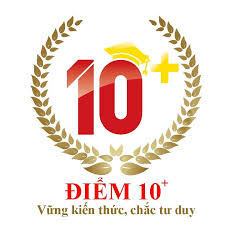 10+
ĐIỂM 10+
Vững kiến thức, chắc tư duy